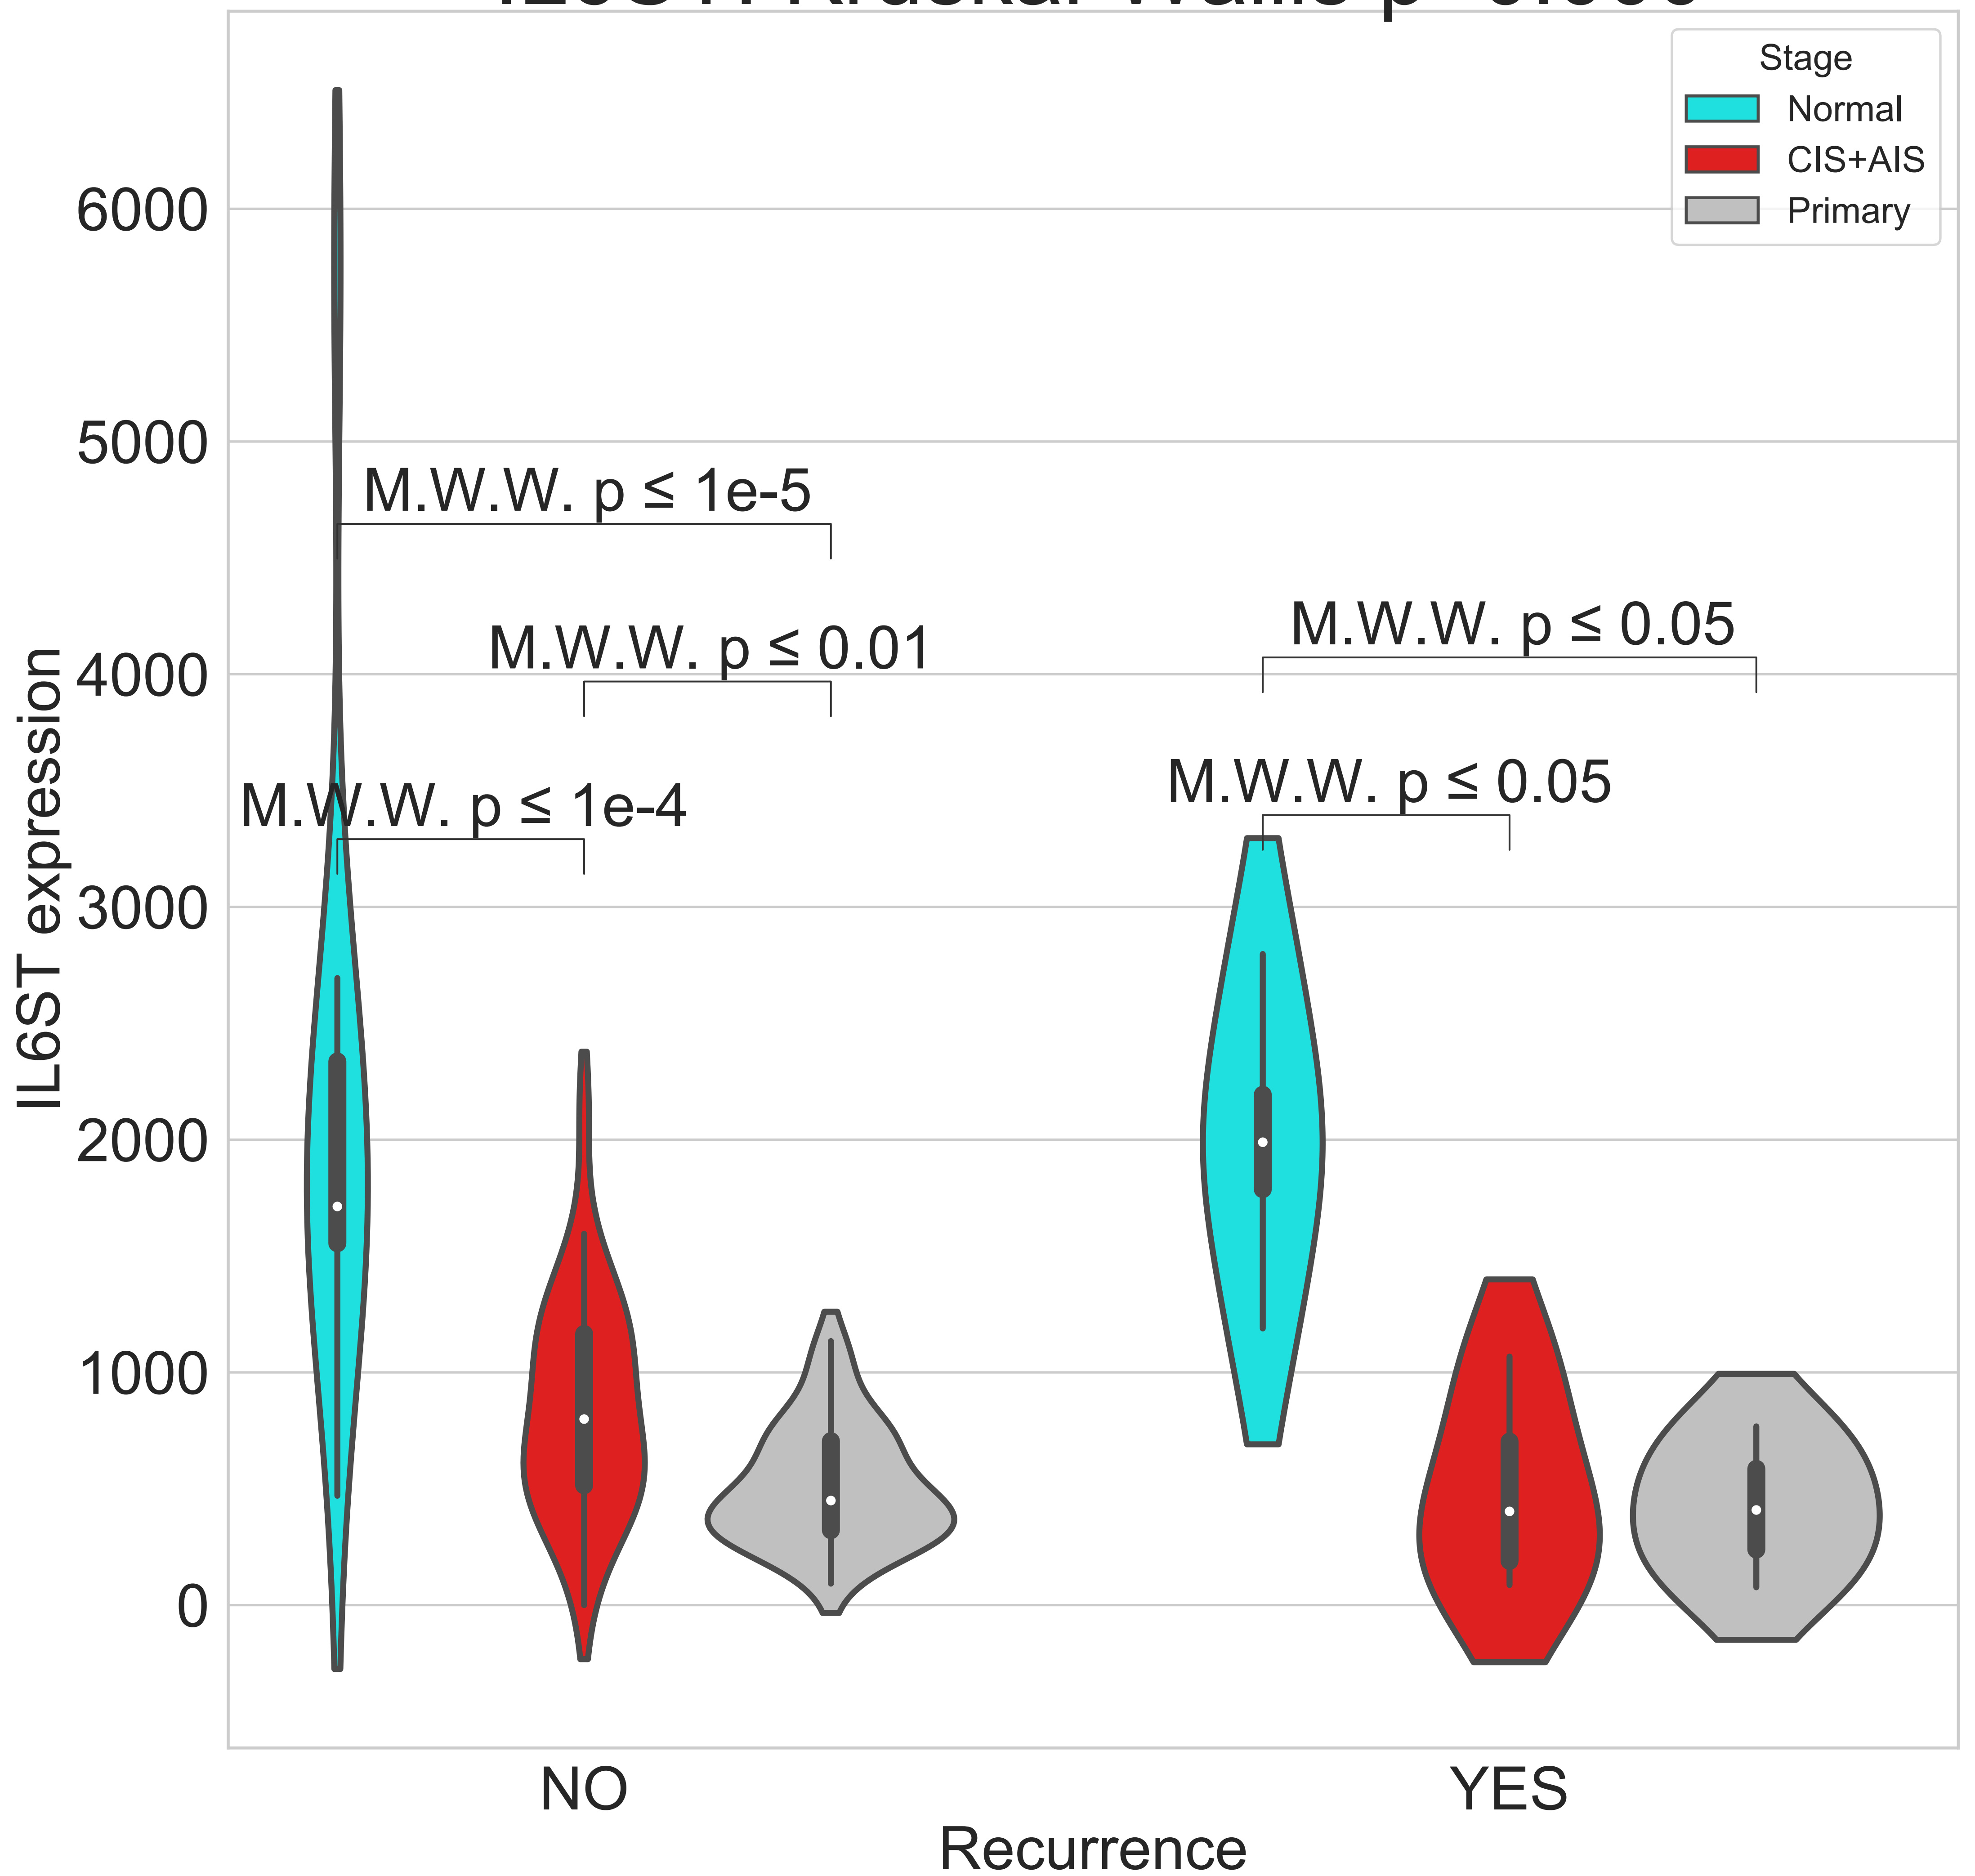 Stage
Normal
CIS+AIS
Primary
6000
5000
4000
3000
2000
1000
0
IL6ST expression
M.W.W. p ≤ 1e-5
M.W.W. p ≤ 0.01
M.W.W. p ≤ 1e-4
M.W.W. p ≤ 0.05
M.W.W. p ≤ 0.05
NO
YES
Recurrence